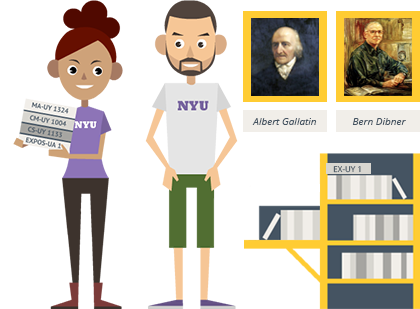 MA-UY 1324
CM-UY 1004
CS-UY 1133
EXPOS-UA 1
NYU
NYU
Albert Gallatin
Bern Dibner
EX-UY 1